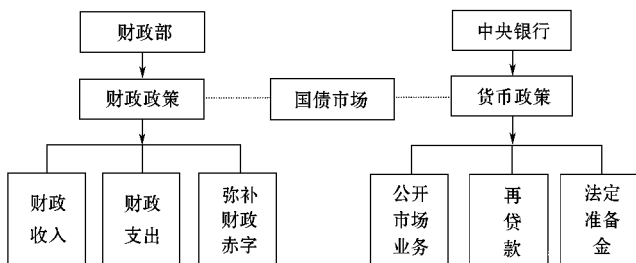 财政部
中央银行
财政政策
国债市场
货币政策
财政
收入
财政
支出
弥补
财政
赤字
公开
市场
业务
再
贷
款
法定
准备
金